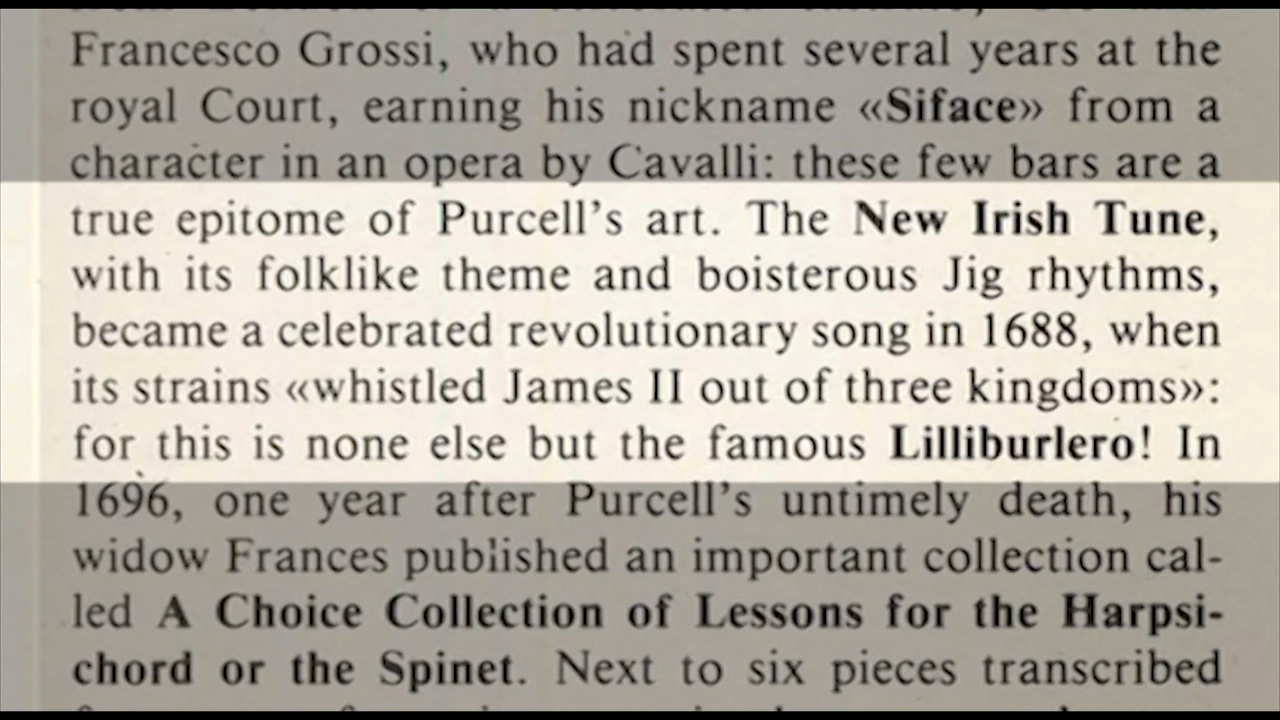 Francesco Grossi, who had spent several years at the
royal Court, earning his nickname «Siface» from a
character in an opera by Cavalli: these few bars are a
true epitome of Purcell's art. The New Irish Tune,
with its folklike theme and boisterous Jig rhythms,
became a celebrated revolutionary song in 1688, when
its strains «whistled James II out of three kingdoms»:
for this is none else but the famous Lilliburlero! In
1696, one year after Purcell's untimely death, his
widow Frances published an important collection cal-
led A Choice Collection of Lessons for the Harpsi-
chord or the Spinet. Next to six pieces transcribed